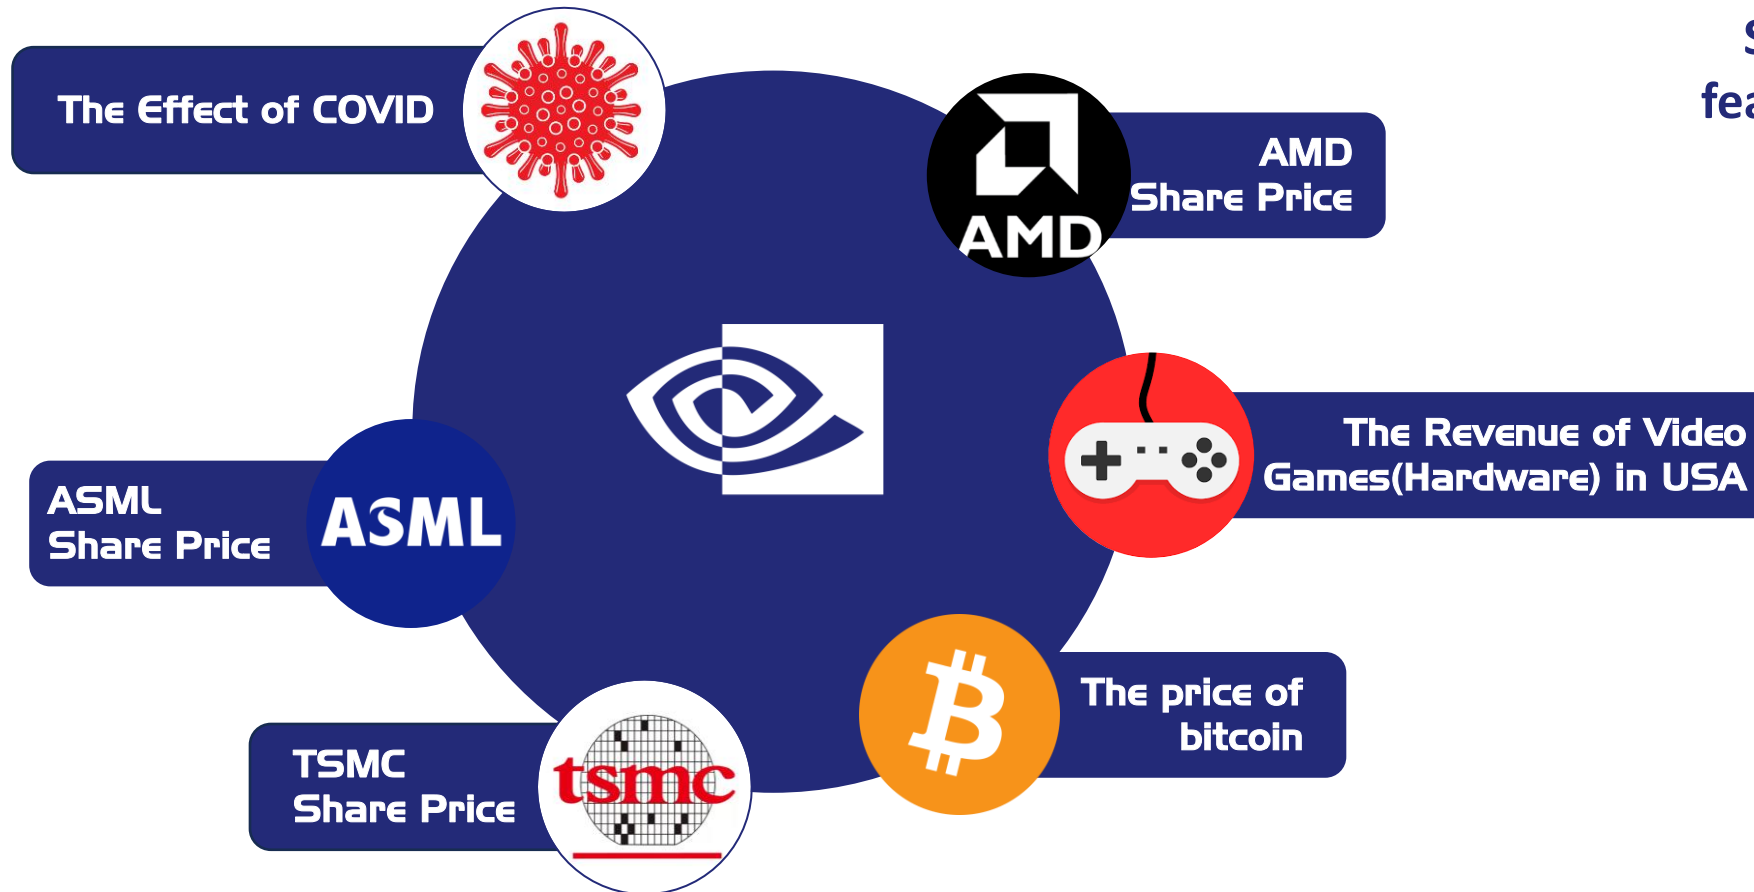 The Effect of COVID
AMD
AMD
Share Price
The Revenue of Video
Games(Hardware) in USA
ASML
Share Price
ASML
The price of
bitcoin
TSMC
Share Price
tsmc